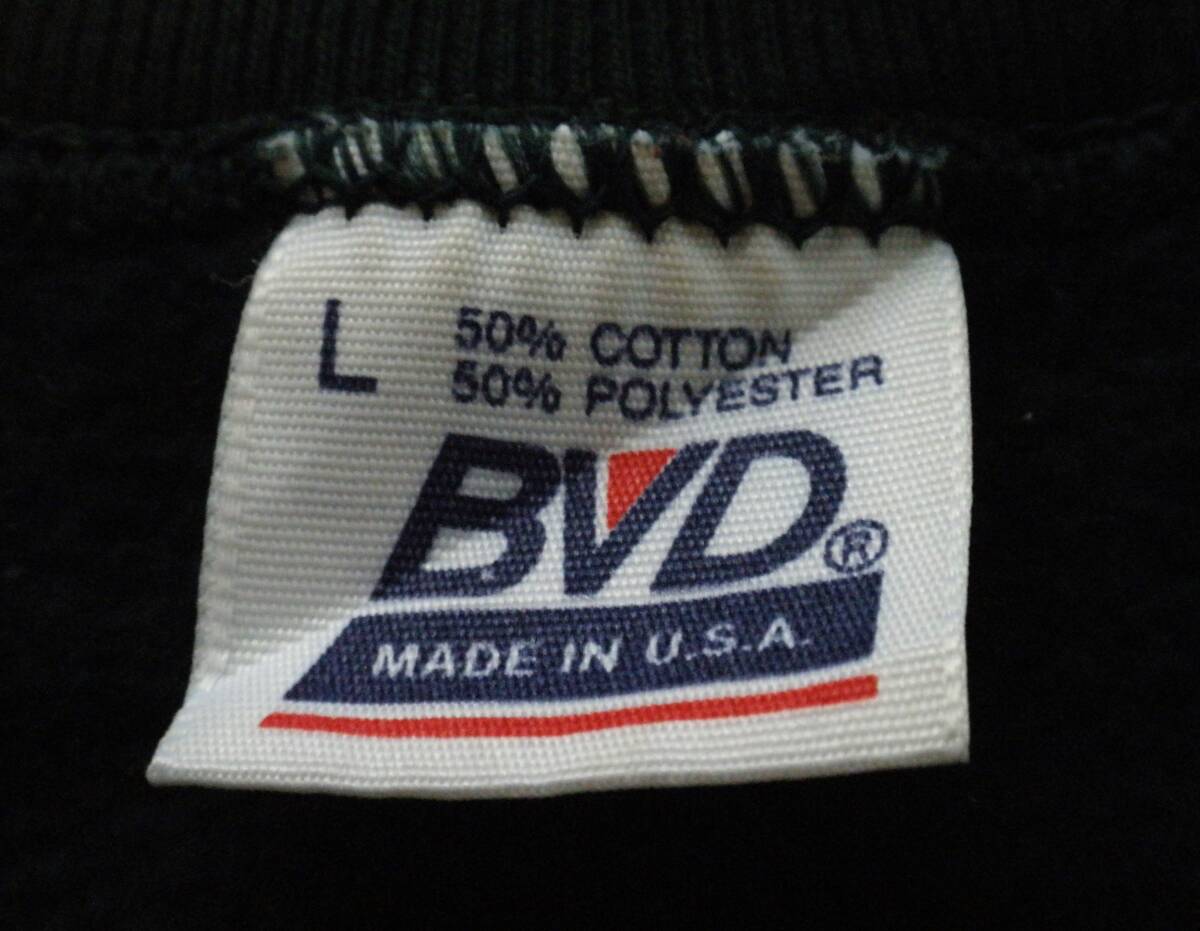 L
50% COTTON
50% POLYESTER
BVD®
MADE IN U.S.A.